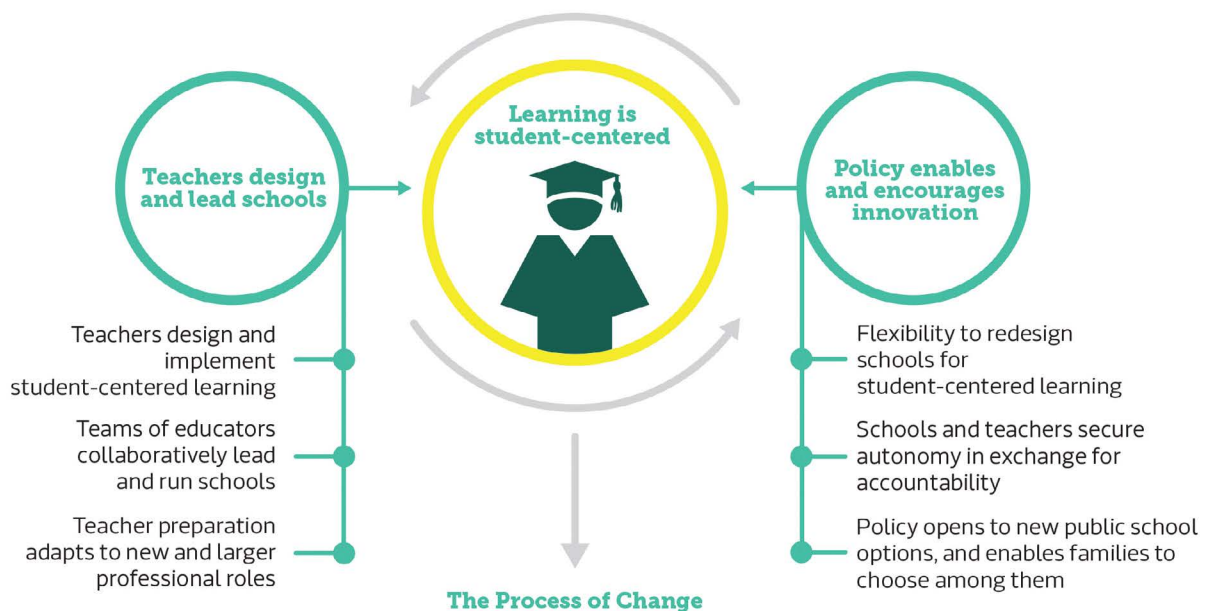 Learning is
student-centered
Teachers design
and lead schools
Policy enables
and encourages
innovation
Teachers design and
implement
student-centered learning
Teams of educators
collaboratively lead
and run schools
Teacher preparation
adapts to new and larger
professional roles
Flexibility to redesign
schools for
student-centered learning
Schools and teachers secure
autonomy in exchange for
accountability
Policy opens to new public school
options, and enables families to
choose among them
The Process of Change